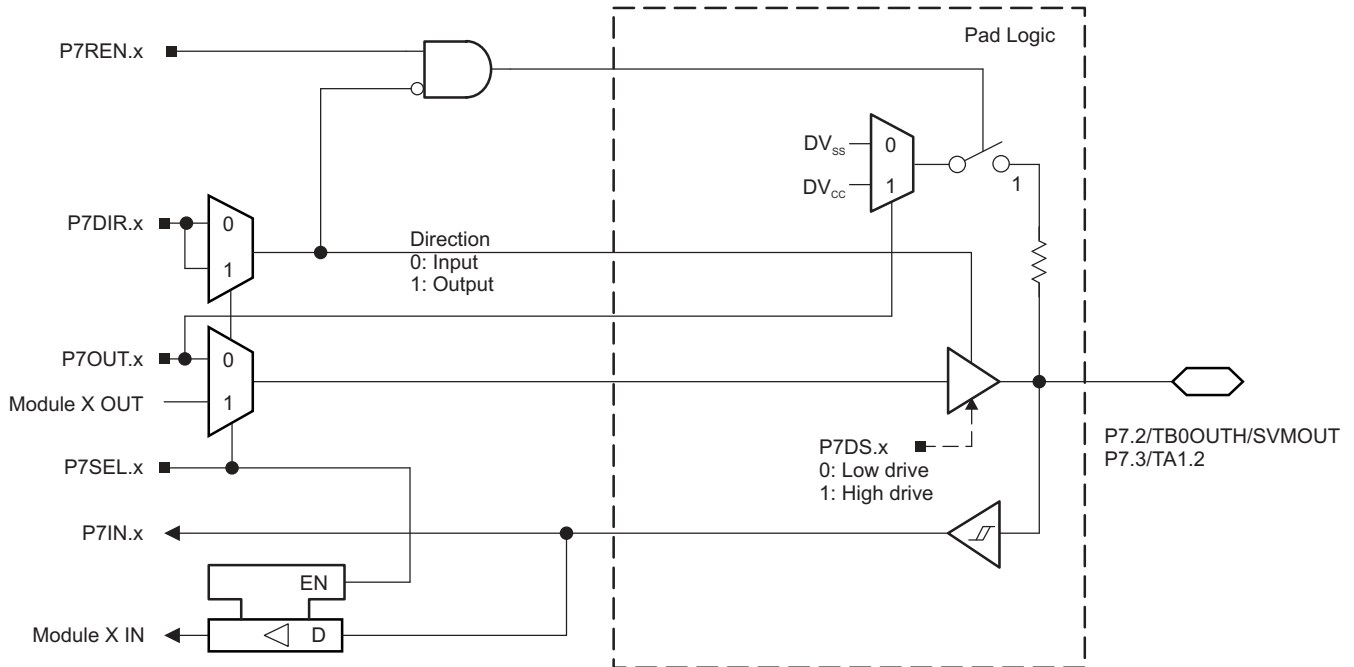 Pad Logic
P7REN.x
DVSS
0
DVCC
1
1
P7DIR.x
0
1
Direction
0: Input
1: Output
P7OUT.x
0
Module X OUT
1
P7SEL.x
P7DS.x
0: Low drive
1: High drive
P7.2/TB0OUTH/SVMOUT
P7.3/TA1.2
P7IN.x
EN
Module X IN
D